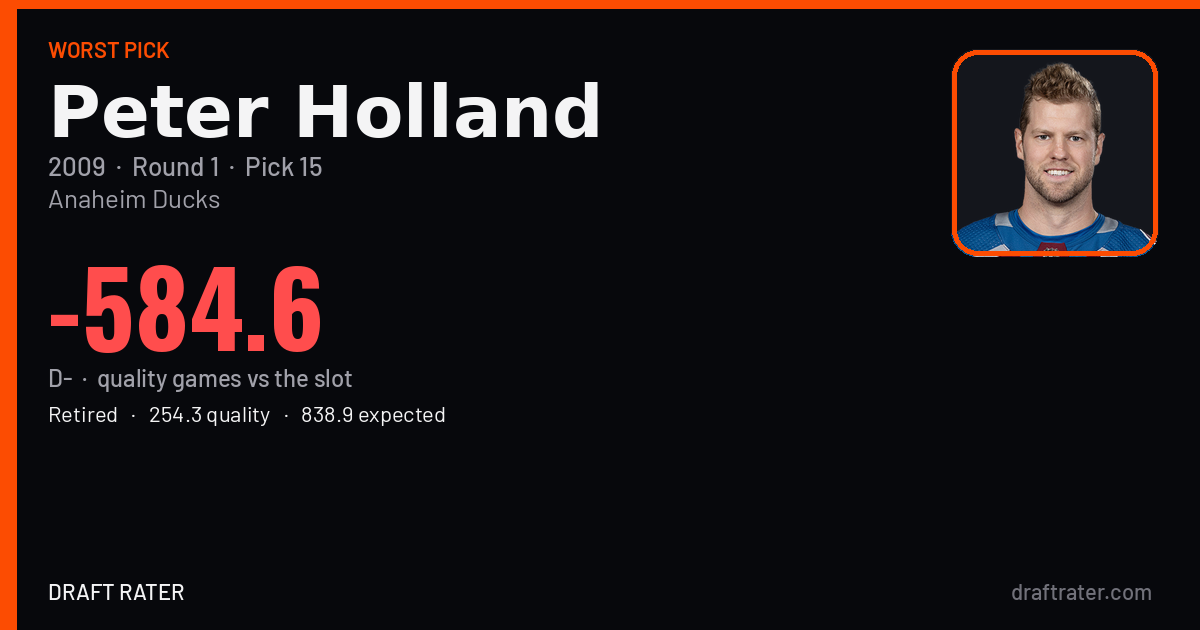 WORST PICK
Peter Holland
2009 · Round 1 · Pick 15
Anaheim Ducks
-584.6
D- · quality games vs the slot
Retired · 254.3 quality · 838.9 expected
DRAFT RATER
draftrater.com